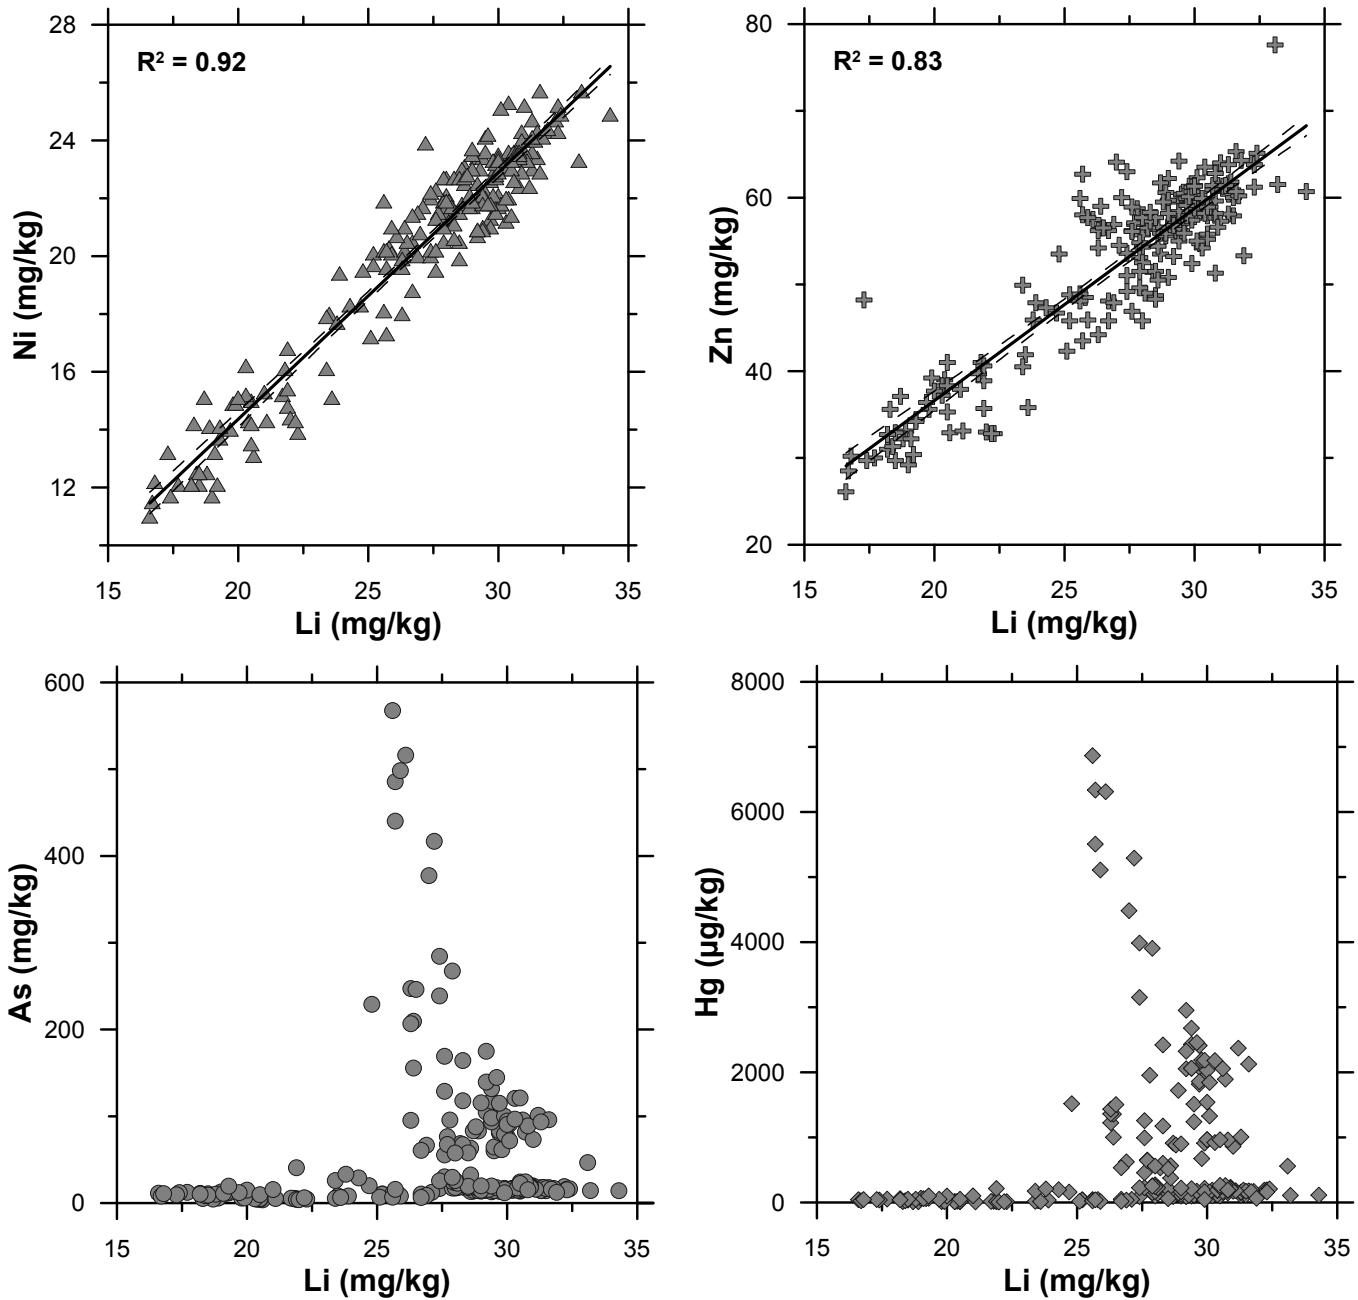 28
24
20
16
12
R² = 0.92
Ni (mg/kg)
15 20 25 30 35
Li (mg/kg)
80
60
40
20
R² = 0.83
Zn (mg/kg)
15 20 25 30 35
Li (mg/kg)
600
400
200
0
As (mg/kg)
15 20 25 30 35
Li (mg/kg)
8000
6000
4000
2000
0
Hg (µg/kg)
15 20 25 30 35
Li (mg/kg)